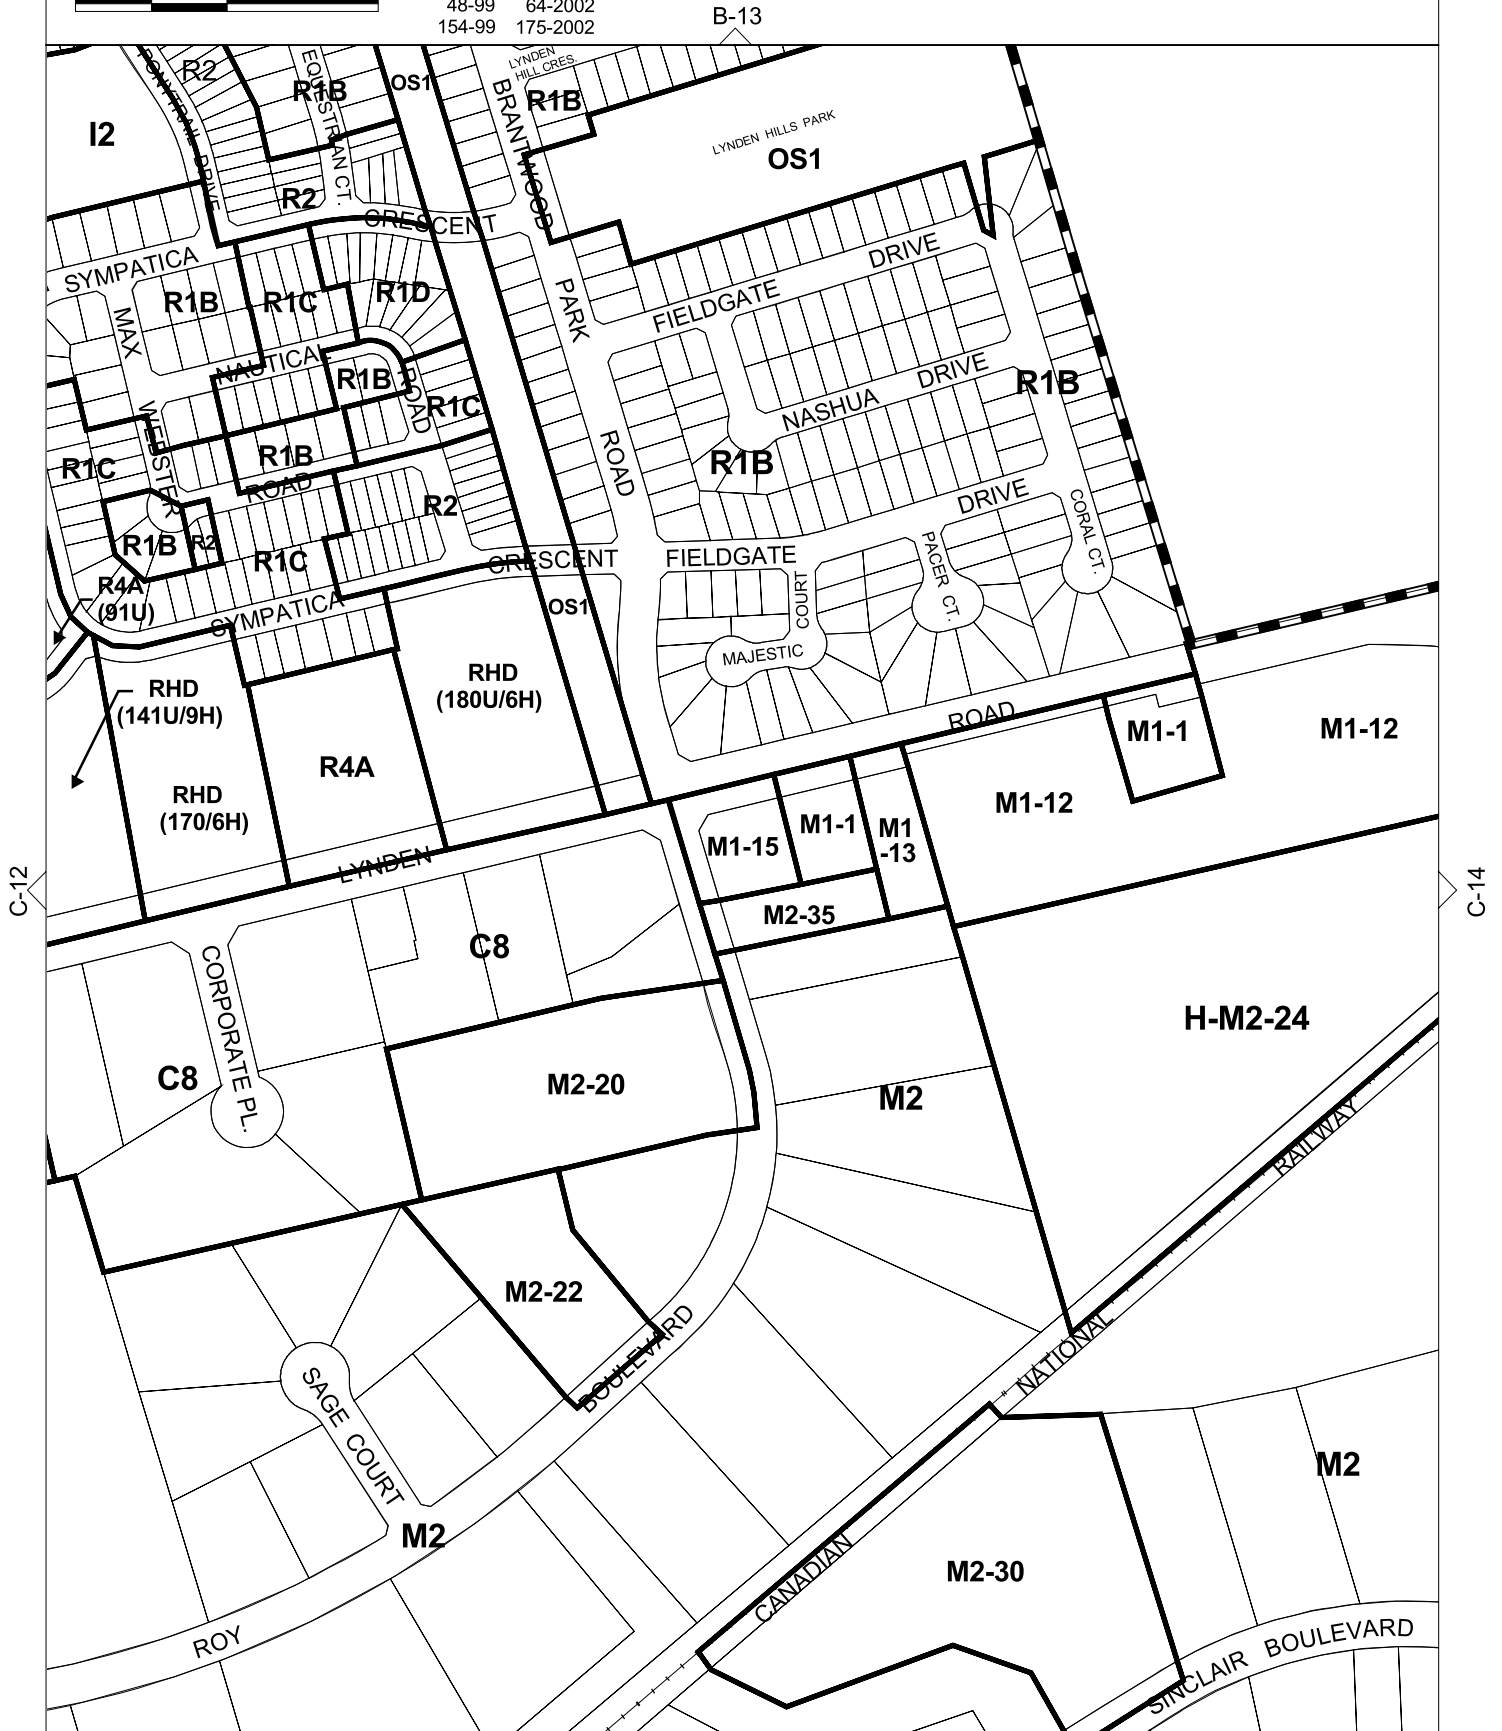 48-99 64-2002
154-99 175-2002
B-13
PONYTRAIL DRIVE
R2
EQUESTRIAN CT.
R1B
OS1
LYNDEN
HILL CRES.
BRANTWOOD
R1B
I2
LYNDEN HILLS PARK
OS1
R2
CRESCENT
SYMPATICA
DRIVE
R1B
R1C
R1D
PARK
FIELDGATE
MAX
NAUTICAL
R1B
ROAD
R1C
DRIVE
NASHUA
R1B
WEBSTER
R1C
R1B
ROAD
ROAD
R1B
R2
DRIVE
CORAL CT.
R1B
R2
R1C
CRESCENT
FIELDGATE
PACER CT.
R4A
(91U)
SYMPATICA
OS1
COURT
MAJESTIC
RHD
(141U/9H)
RHD
(180U/6H)
ROAD
M1-1
M1-12
R4A
RHD
(170/6H)
M1-12
M1-15
M1-1
M1
-13
LYNDEN
C-12
C-14
M2-35
C8
CORPORATE PL.
H-M2-24
C8
M2-20
M2
RAILWAY
M2-22
BOULEVARD
NATIONAL
SAGE COURT
M2
M2
CANADIAN
M2-30
ROY
SINCLAIR BOULEVARD